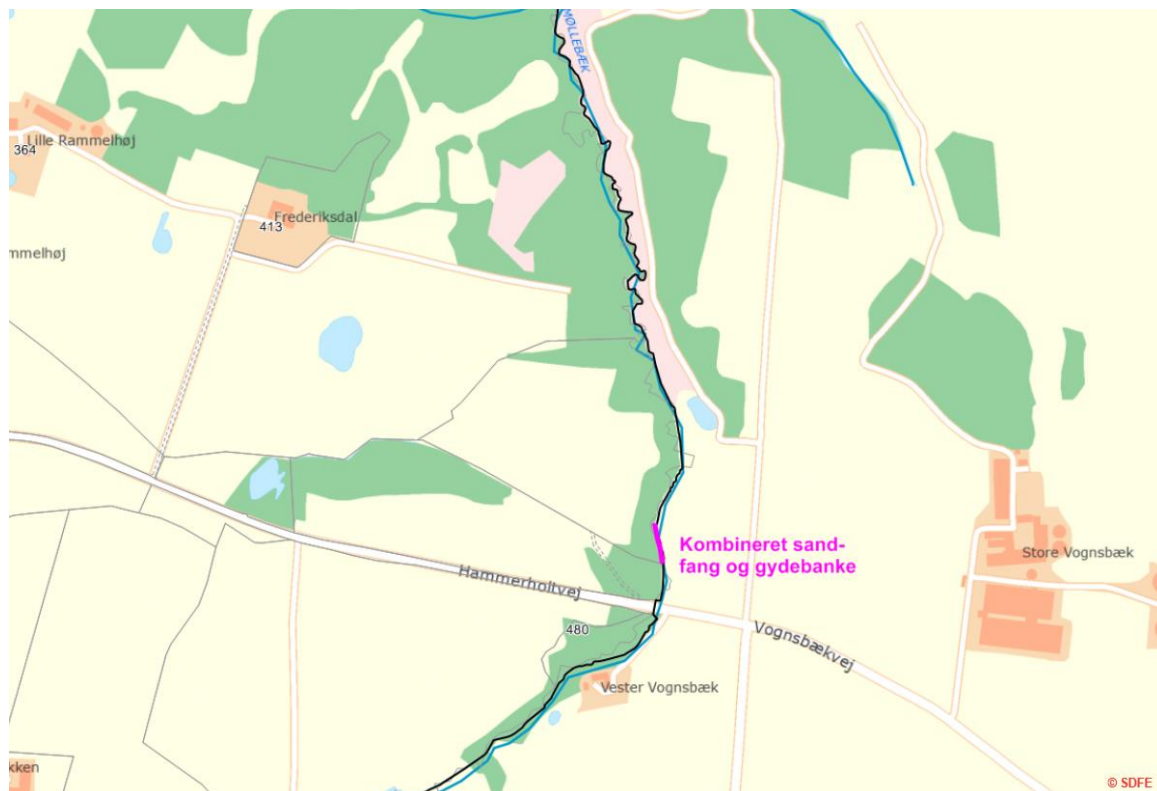 MØLLEBÆK
Lille Rammelhøj
364
Frederiksdal
413
mmelhøj
Kombineret sand-
fang og gydebanke
Store Vognsbæk
Hammerholtvej
480
Vognsbækvej
Vester Vognsbæk
kken
© SDFE